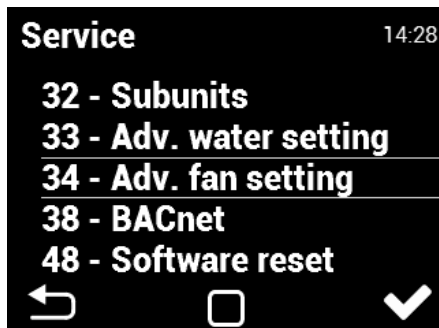 Service
14:28
32 - Subunits
33 - Adv. water setting
34 - Adv. fan setting
38 - BACnet
48 - Software reset